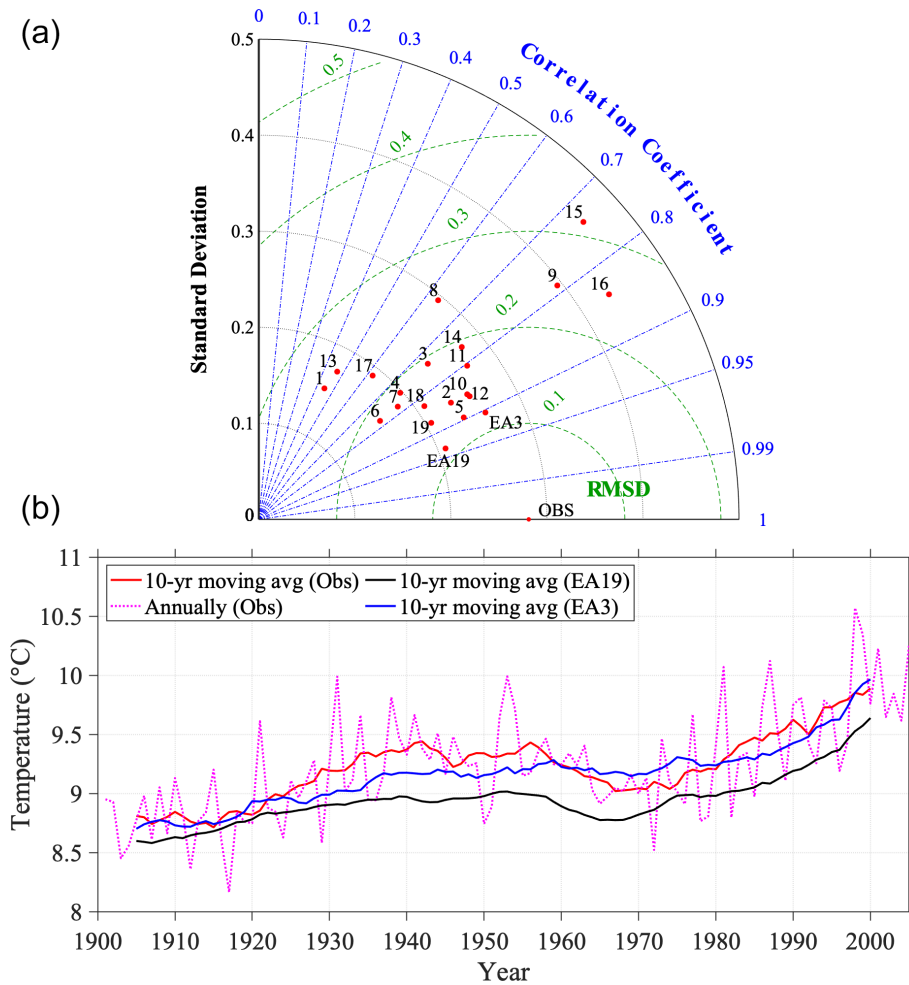 (a)
0 0.1 0.2 0.3 0.4 0.5 0.6 0.7 0.8 0.9 0.95 0.99 1
Correlation Coefficient
Standard Deviation
0.5
0.4
0.3
0.2
0.1
0
0.5
0.4
0.3
0.2
0.1
RMSD
15
9
16
8
14
11
3
13
17
1
4
7
6
18
10
12
2
5
19
EA3
EA19
OBS
(b)
11
10.5
10
9.5
9
8.5
8
Temperature (°C)
10-yr moving avg (Obs)
Annually (Obs)
10-yr moving avg (EA19)
10-yr moving avg (EA3)
1900 1910 1920 1930 1940 1950 1960 1970 1980 1990 2000
Year